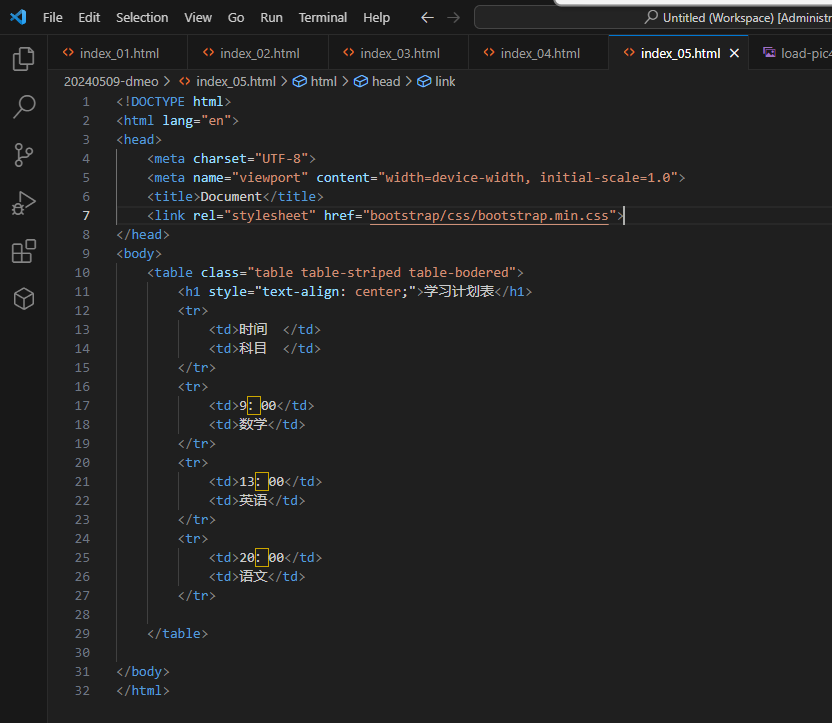 File Edit Selection View Go Run Terminal Help Untitled (Workspace) [Administr
index_01.html index_02.html index_03.html index_04.html index_05.html load-pic4
20240509-dmeo > index_05.html > html > head > link
1 <!DOCTYPE html>
2 <html lang="en">
3 <head>
4 <meta charset="UTF-8">
5 <meta name="viewport" content="width=device-width, initial-scale=1.0">
6 <title>Document</title>
7 <link rel="stylesheet" href="bootstrap/css/bootstrap.min.css">
8 </head>
9 <body>
10 <table class="table table-striped table-bodered">
11 <h1 style="text-align: center;">学习计划表</h1>
12 <tr>
13 <td>时间  </td>
14 <td>科目  </td>
15 </tr>
16 <tr>
17 <td>9：00</td>
18 <td>数学</td>
19 </tr>
20 <tr>
21 <td>13：00</td>
22 <td>英语</td>
23 </tr>
24 <tr>
25 <td>20：00</td>
26 <td>语文</td>
27 </tr>
28
29 </table>
30
31 </body>
32 </html>